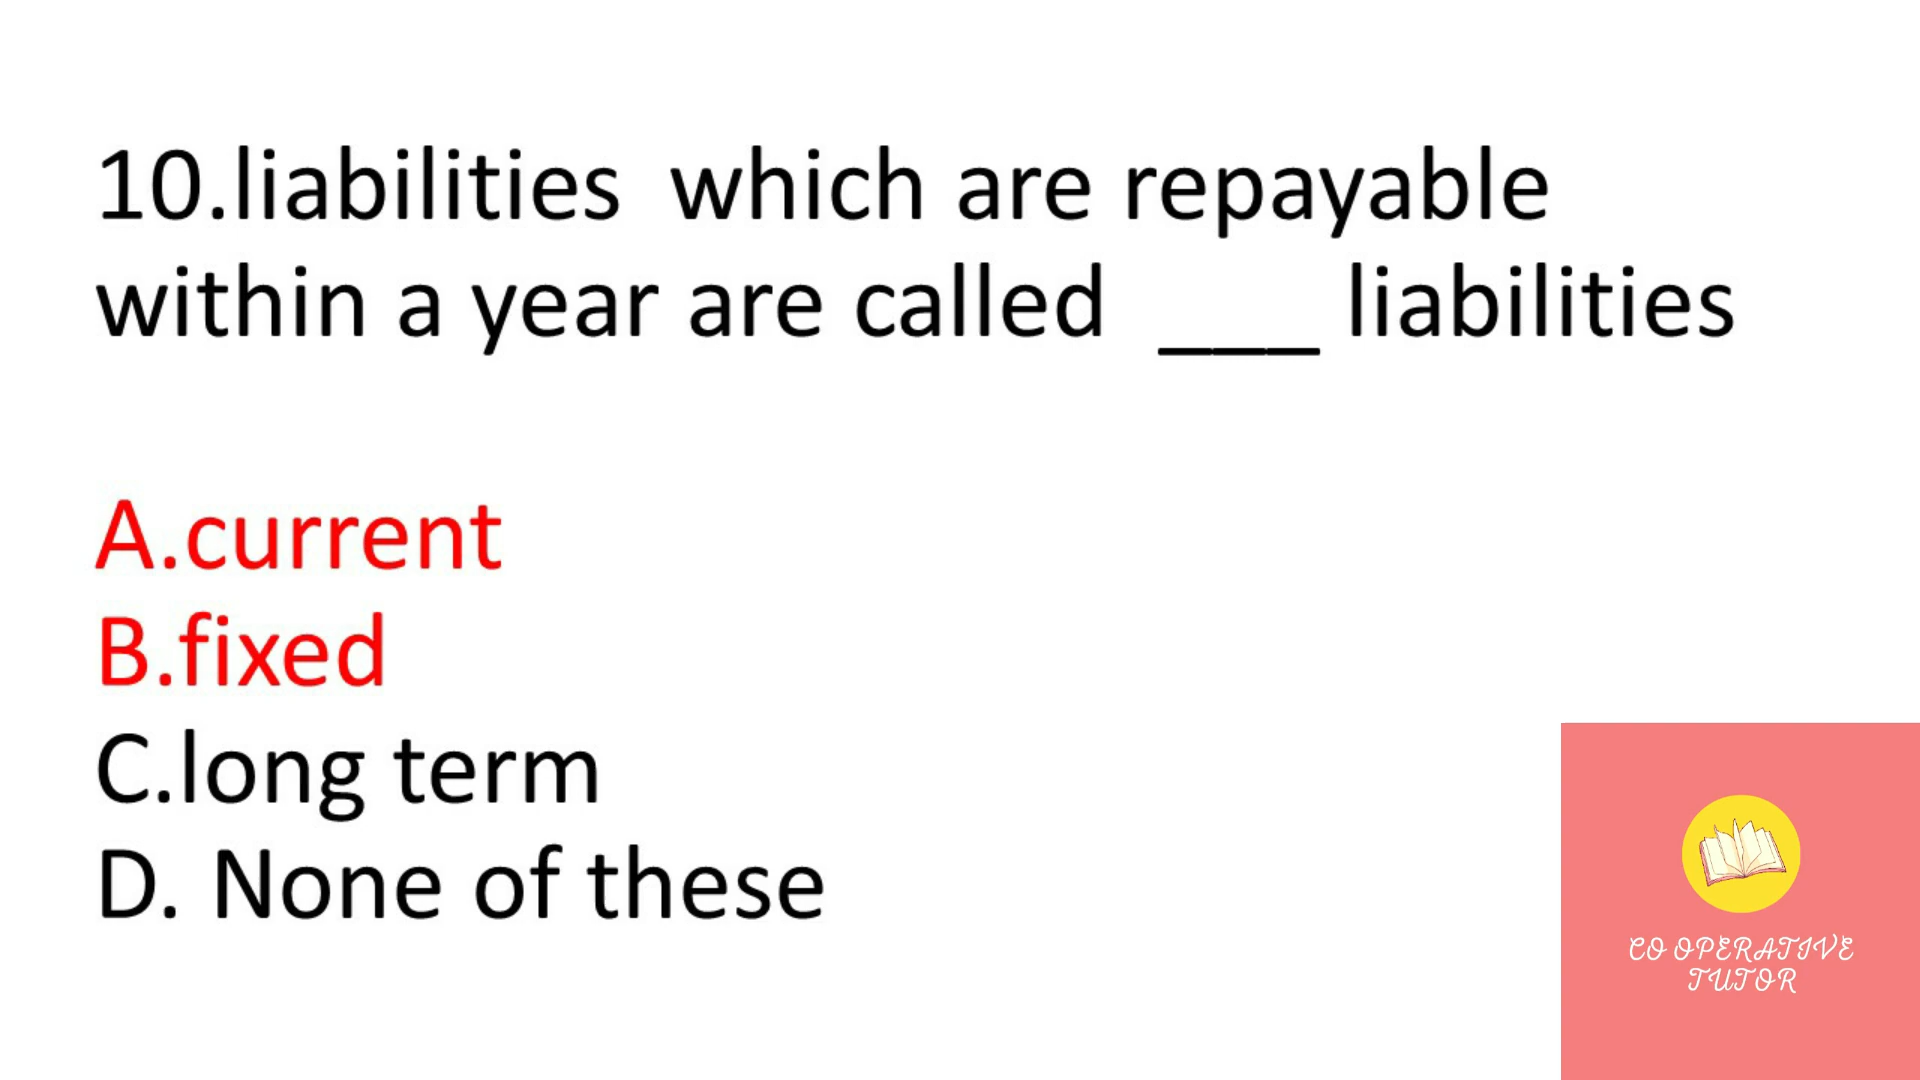 10.liabilities  which are repayable
within a year are called  ___ liabilities
A.current
B.fixed
C.long term
D. None of these
CO OPERATIVE
TUTOR